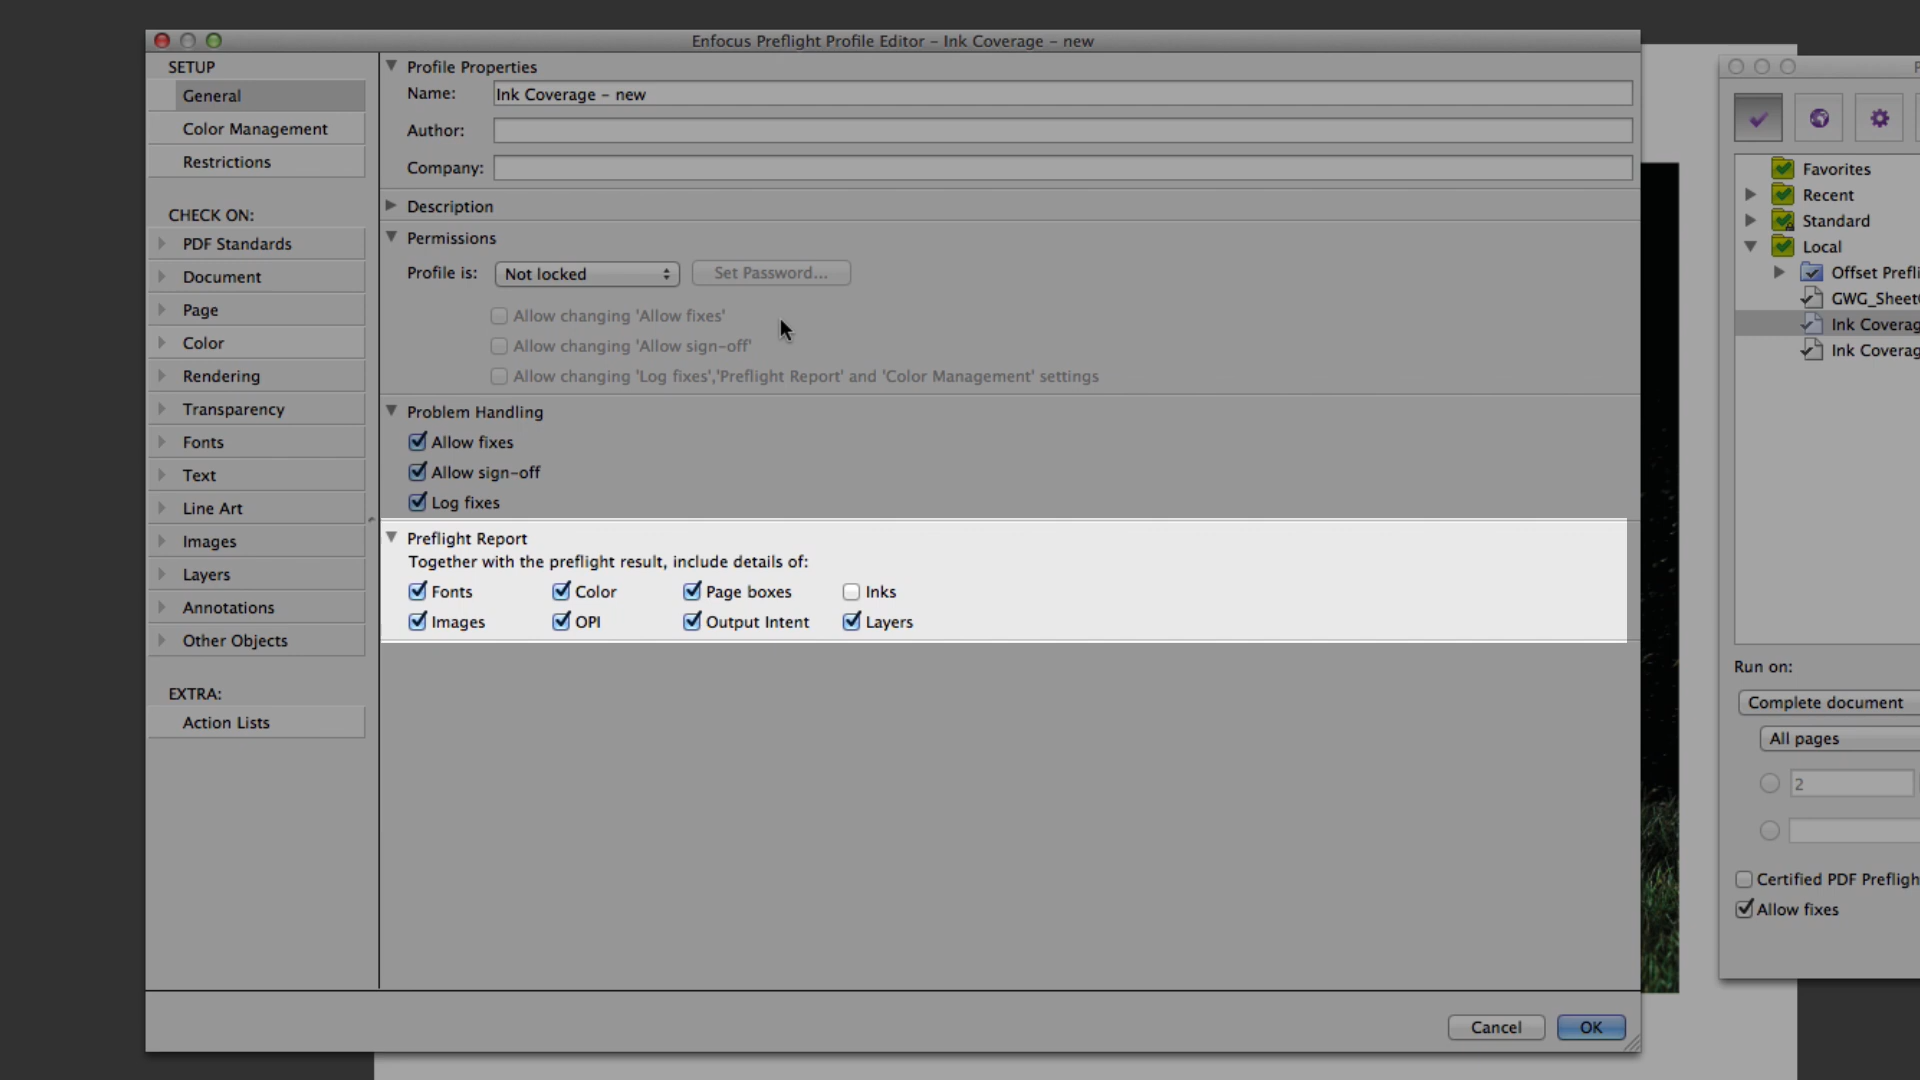 Enfocus Preflight Profile Editor – Ink Coverage – new
SETUP
General
Color Management
Restrictions
CHECK ON:
PDF Standards
Document
Page
Color
Rendering
Transparency
Fonts
Text
Line Art
Images
Layers
Annotations
Other Objects
EXTRA:
Action Lists
Profile Properties
Name: Ink Coverage – new
Author:
Company:
Description
Permissions
Profile is: Not locked Set Password...
Allow changing 'Allow fixes'
Allow changing 'Allow sign-off'
Allow changing 'Log fixes','Preflight Report' and 'Color Management' settings
Problem Handling
Allow fixes
Allow sign-off
Log fixes
Preflight Report
Together with the preflight result, include details of:
Fonts Color Page boxes Inks
Images OPI Output Intent Layers
Cancel OK
Favorites
Recent
Standard
Local
Offset Prefli
GWG_Sheet
Ink Coverag
Ink Coverag
Run on:
Complete document
All pages
2
Certified PDF Prefligh
Allow fixes